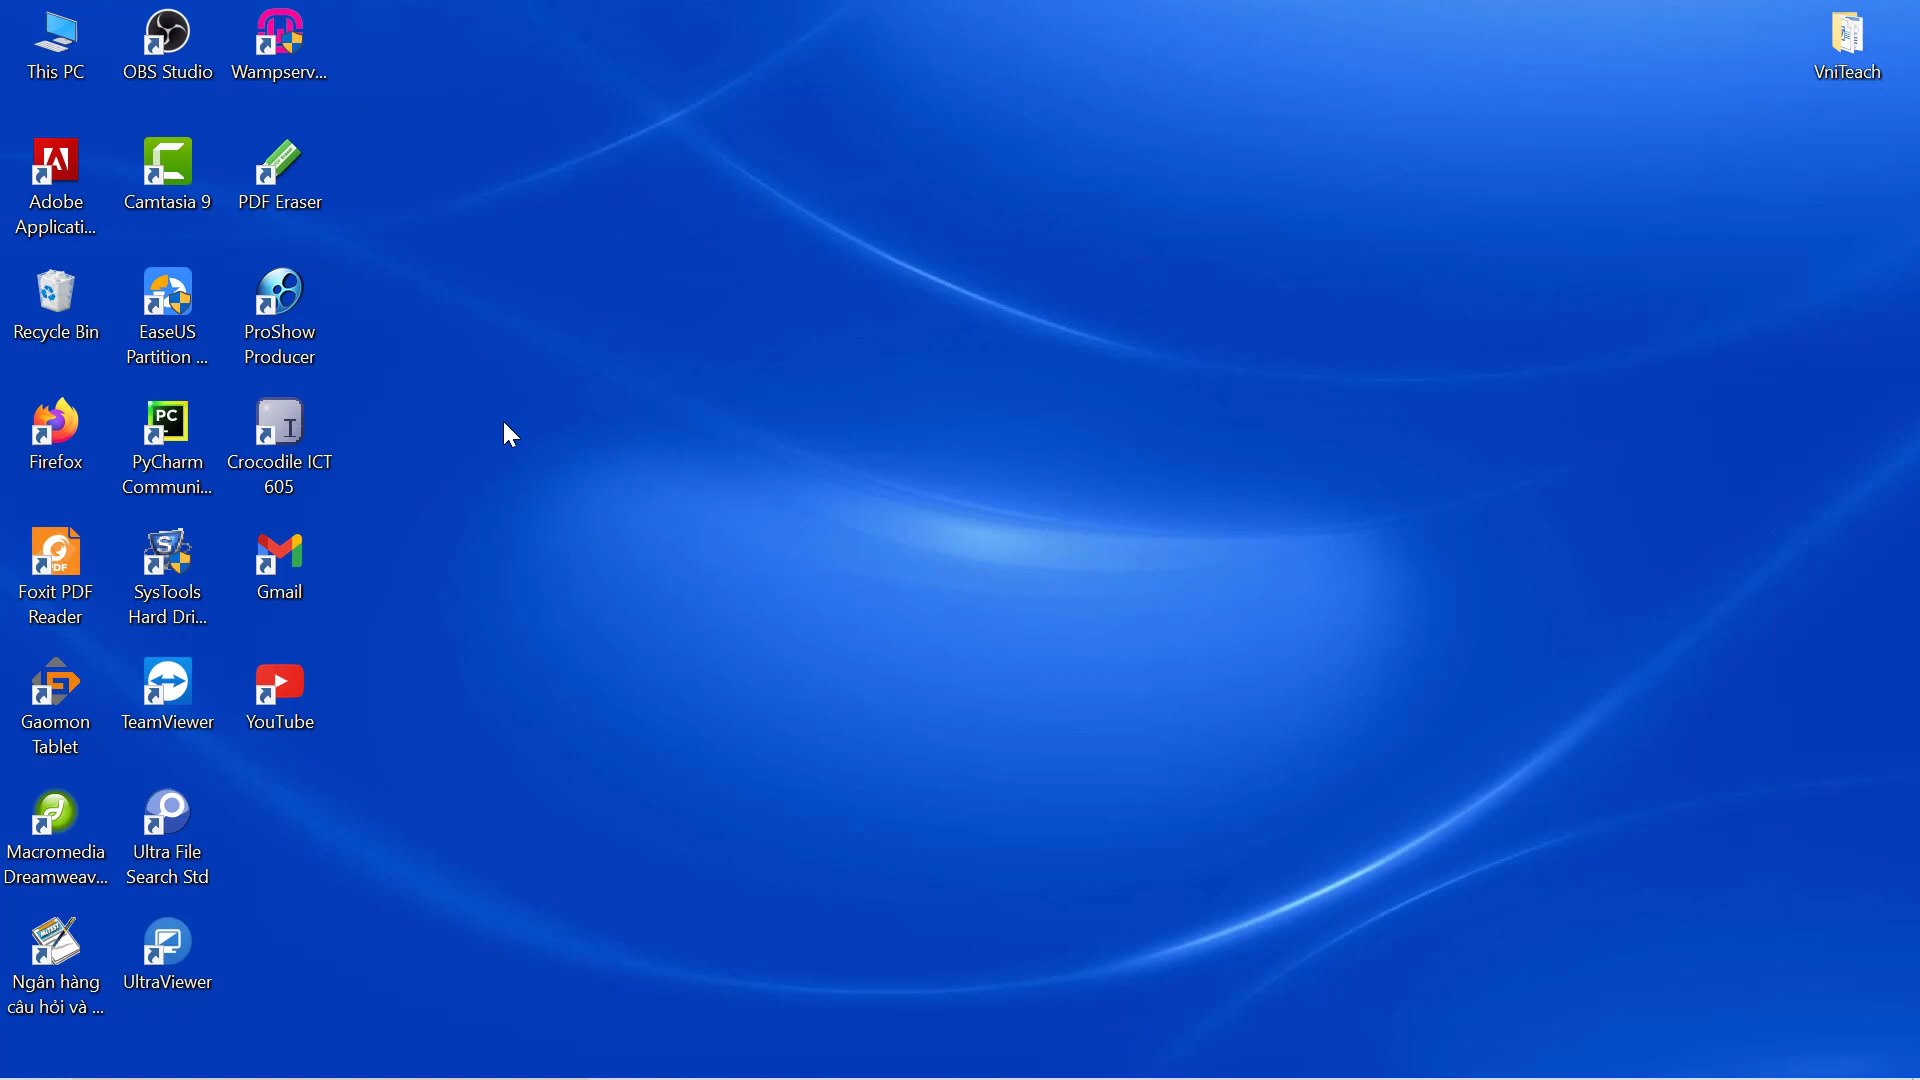 This PC
OBS Studio
Wampserv...
VniTeach
Adobe
Applicati...
Camtasia 9
PDF Eraser
Recycle Bin
EaseUS
Partition ...
ProShow
Producer
Firefox
PC
PyCharm
Communi...
Crocodile ICT
605
PDF
Foxit PDF
Reader
SysTools
Hard Dri...
Gmail
Gaomon
Tablet
TeamViewer
YouTube
Macromedia
Dreamweav...
Ultra File
Search Std
Ngân hàng
câu hỏi và ...
UltraViewer